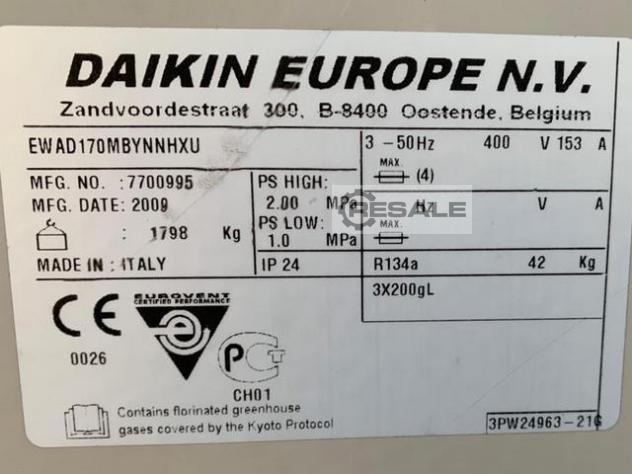 DAIKIN EUROPE N.V.
Zandvoordestraat 300, B-8400 Oostende, Belgium
EWAD170MBYNNHXU
3 -50Hz 400 V 153 A
MAX.
(4)
MFG. NO. :7700995
MFG. DATE: 2009
: 1798 Kg
MADE IN : ITALY
PS HIGH:
2.00 MPa
PS LOW:
1.0 MPa
IP 24
Hz V A
MAX.
RESALE
R134a 42 Kg
3X200gL
CE
0026
EUROVENT
CERTIFIED PERFORMANCE
e
PCT
CH01
Contains florinated greenhouse
gases covered by the Kyoto Protocol
3PW24963-21G